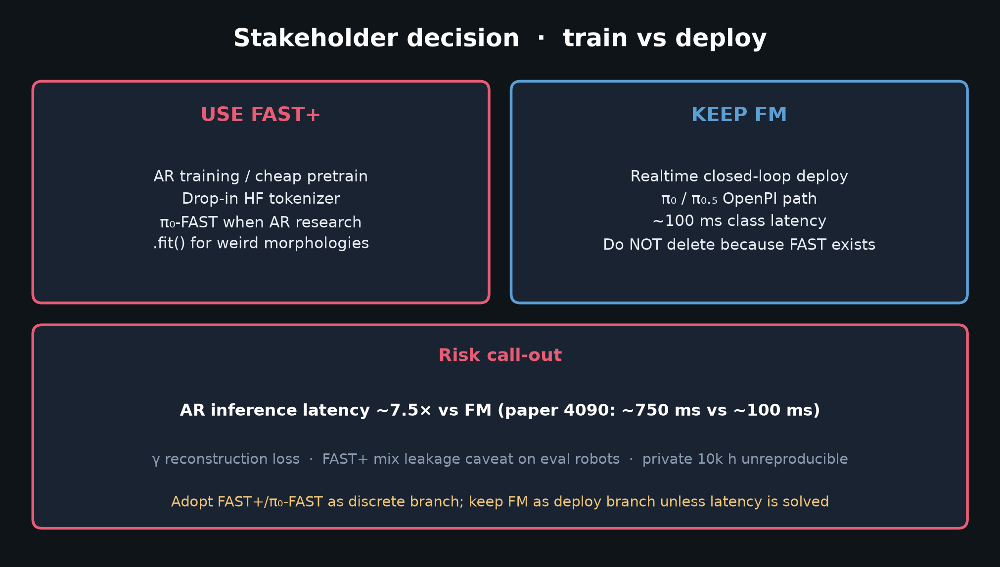 Stakeholder decision · train vs deploy
USE FAST+
AR training / cheap pretrain
Drop-in HF tokenizer
π₀-FAST when AR research
.fit() for weird morphologies
KEEP FM
Realtime closed-loop deploy
π₀ / π₀.₅ OpenPI path
~100 ms class latency
Do NOT delete because FAST exists
Risk call-out
AR inference latency ~7.5× vs FM (paper 4090: ~750 ms vs ~100 ms)
γ reconstruction loss · FAST+ mix leakage caveat on eval robots · private 10k h unreproducible
Adopt FAST+/π₀-FAST as discrete branch; keep FM as deploy branch unless latency is solved